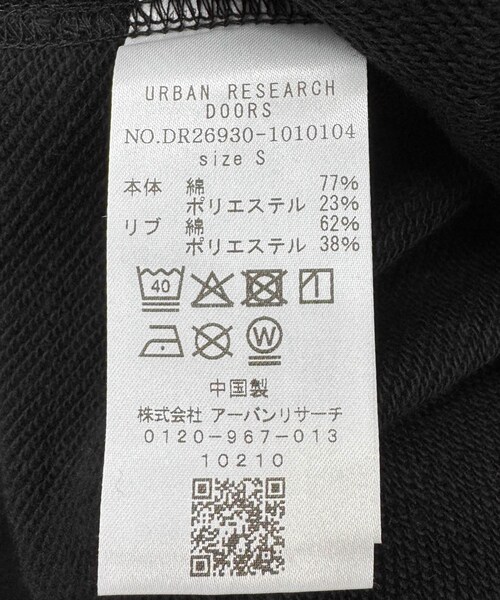 URBAN RESEARCH
DOORS
NO.DR26930-1010104
size S
本体 綿 77%
ポリエステル 23%
リブ 綿 62%
ポリエステル 38%
40
W
中国製
株式会社 アーバンリサーチ
0120-967-013
10210